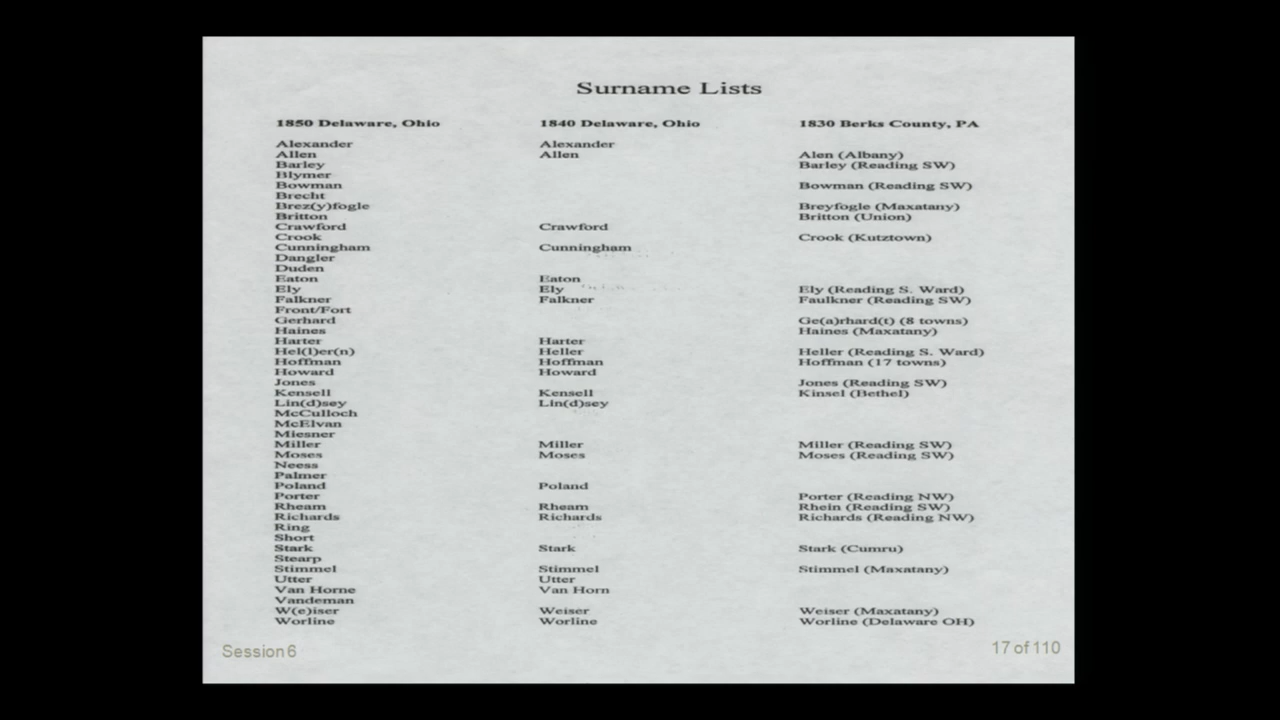 Surname Lists
1850 Delaware, Ohio 1840 Delaware, Ohio 1830 Berks County, PA
Alexander Alexander
Allen Allen Alen (Albany)
Barley Barley (Reading SW)
Blymer
Bowman Bowman (Reading SW)
Brecht
Brez(y)fogle Breyfogle (Maxatany)
Britton Britton (Union)
Crawford Crawford
Crook Crook (Kutztown)
Cunningham Cunningham
Dangler
Duden
Eaton Eaton
Ely Ely Ely (Reading S. Ward)
Falkner Falkner Faulkner (Reading SW)
Front/Fort
Gerhard Ge(a)rhard(t) (8 towns)
Haines Haines (Maxatany)
Harter Harter
Hel(l)er(n) Heller Heller (Reading S. Ward)
Hoffman Hoffman Hoffman (17 towns)
Howard Howard
Jones Jones (Reading SW)
Kensell Kensell Kinsel (Bethel)
Lin(d)sey Lin(d)sey
McCulloch
McElvan
Miesner
Miller Miller Miller (Reading SW)
Moses Moses Moses (Reading SW)
Neess
Palmer
Poland Poland
Porter Porter (Reading NW)
Rheam Rheam Rhein (Reading SW)
Richards Richards Richards (Reading NW)
Ring
Short
Stark Stark Stark (Cumru)
Stearp
Stimmel Stimmel Stimmel (Maxatany)
Utter Utter
Van Horne Van Horn
Vandeman
W(e)iser Weiser Weiser (Maxatany)
Worline Worline Worline (Delaware OH)
Session 6 17 of 110